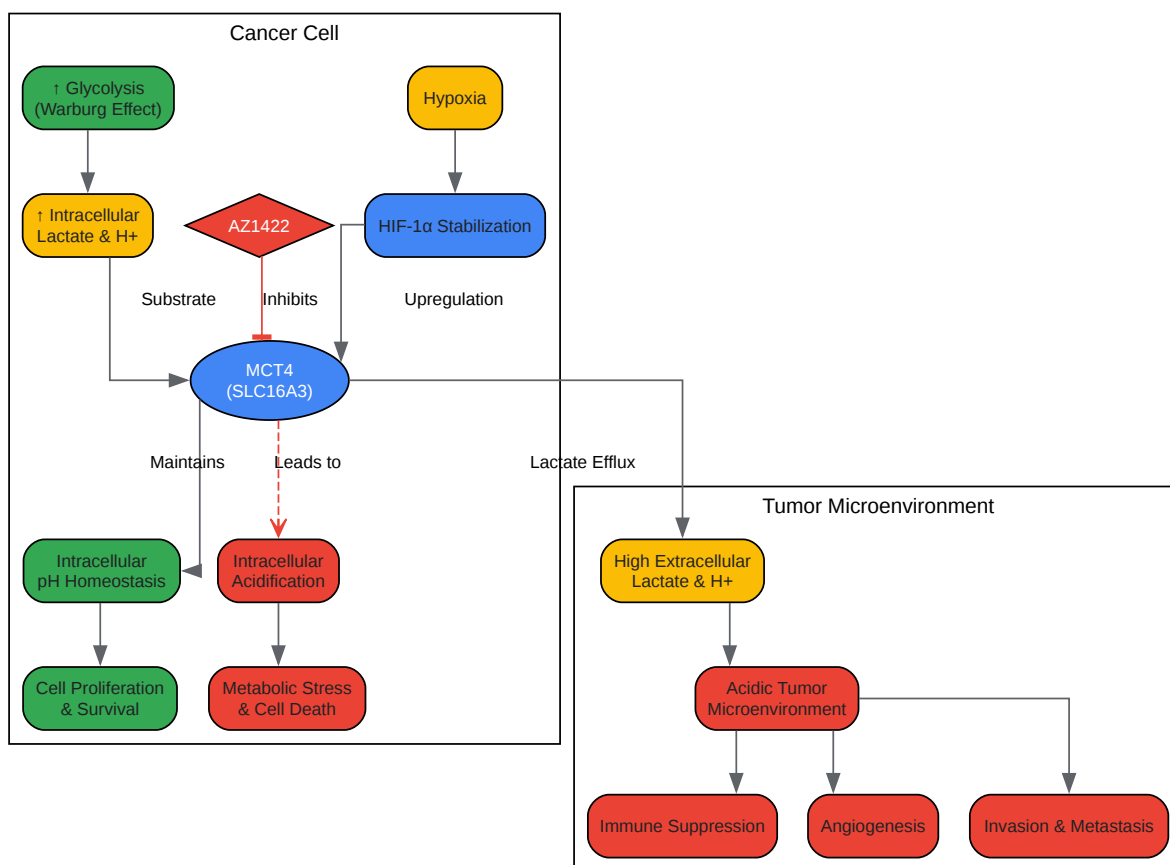 Cancer Cell
↑ Glycolysis
(Warburg Effect)
Hypoxia
↑ Intracellular
Lactate & H+
AZ1422
HIF-1α Stabilization
Substrate
Inhibits
Upregulation
MCT4
(SLC16A3)
Maintains
Leads to
Lactate Efflux
Tumor Microenvironment
Intracellular
pH Homeostasis
Intracellular
Acidification
High Extracellular
Lactate & H+
Cell Proliferation
& Survival
Metabolic Stress
& Cell Death
Acidic Tumor
Microenvironment
Immune Suppression
Angiogenesis
Invasion & Metastasis